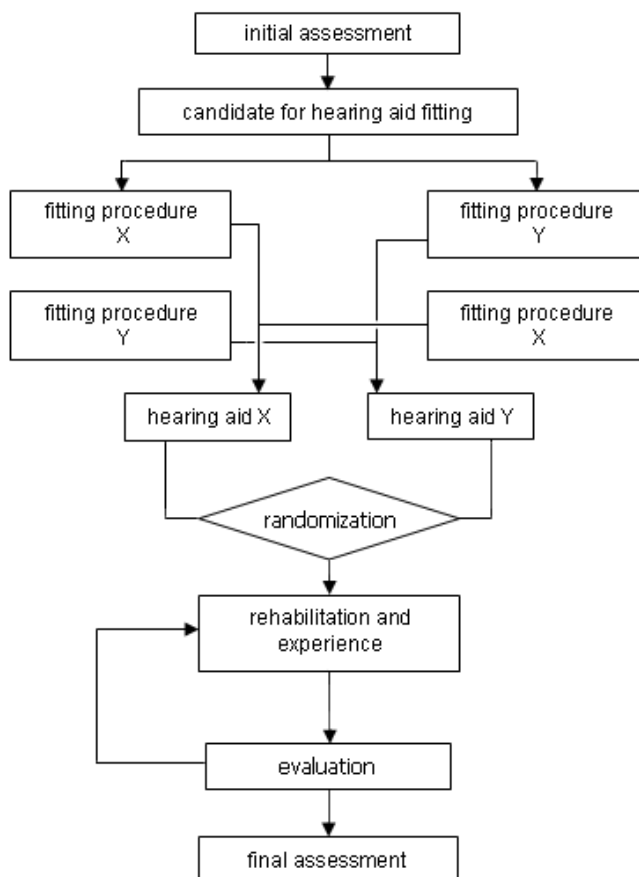 initial assessment
candidate for hearing aid fitting
fitting procedure
X
fitting procedure
Y
fitting procedure
Y
fitting procedure
X
hearing aid X
hearing aid Y
randomization
rehabilitation and
experience
evaluation
final assessment